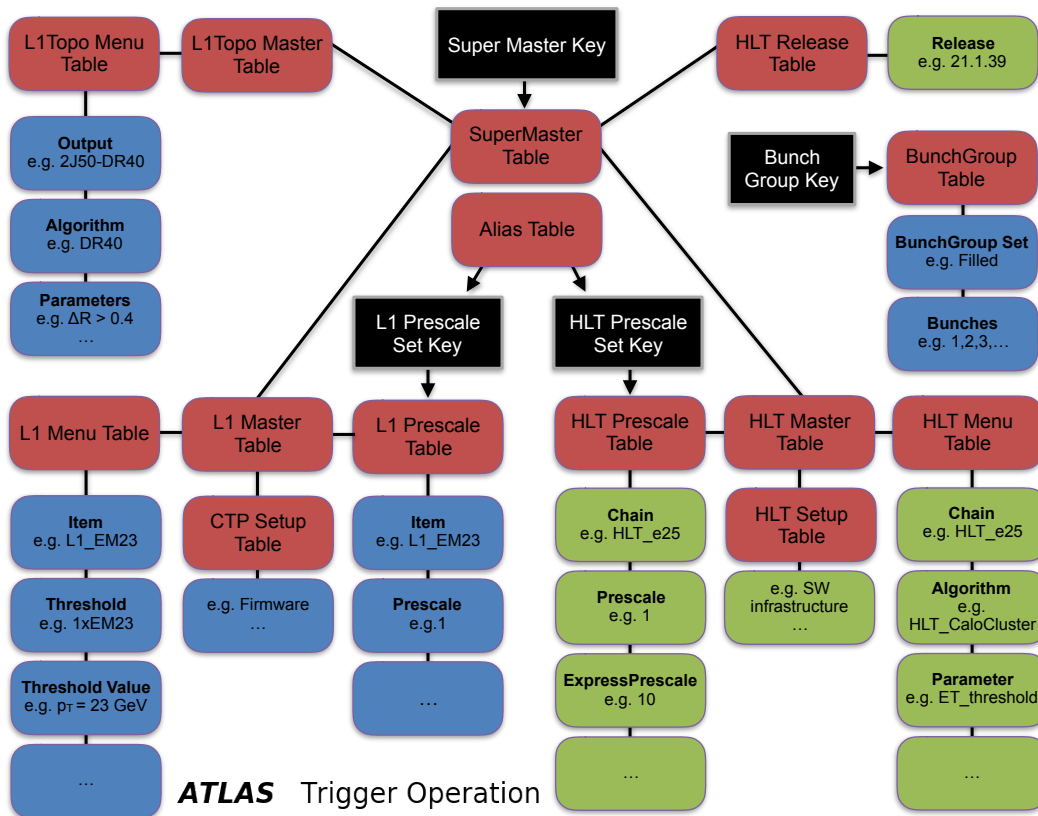 L1Topo Menu
Table
L1Topo Master
Table
Super Master Key
HLT Release
Table
Release
e.g. 21.1.39
Output
e.g. 2J50-DR40
SuperMaster
Table
Bunch
Group Key
BunchGroup
Table
Algorithm
e.g. DR40
Alias Table
BunchGroup Set
e.g. Filled
Parameters
e.g. ΔR > 0.4
…
L1 Prescale
Set Key
HLT Prescale
Set Key
Bunches
e.g. 1,2,3,…
L1 Menu Table
L1 Master
Table
L1 Prescale
Table
HLT Prescale
Table
HLT Master
Table
HLT Menu
Table
Item
e.g. L1_EM23
CTP Setup
Table
Item
e.g. L1_EM23
Chain
e.g. HLT_e25
HLT Setup
Table
Chain
e.g. HLT_e25
Threshold
e.g. 1xEM23
e.g. Firmware
…
Prescale
e.g.1
Prescale
e.g. 1
e.g. SW
infrastructure
…
Algorithm
e.g.
HLT_CaloCluster
Threshold Value
e.g. pT = 23 GeV
…
ExpressPrescale
e.g. 10
Parameter
e.g. ET_threshold
…
…
…
ATLAS Trigger Operation